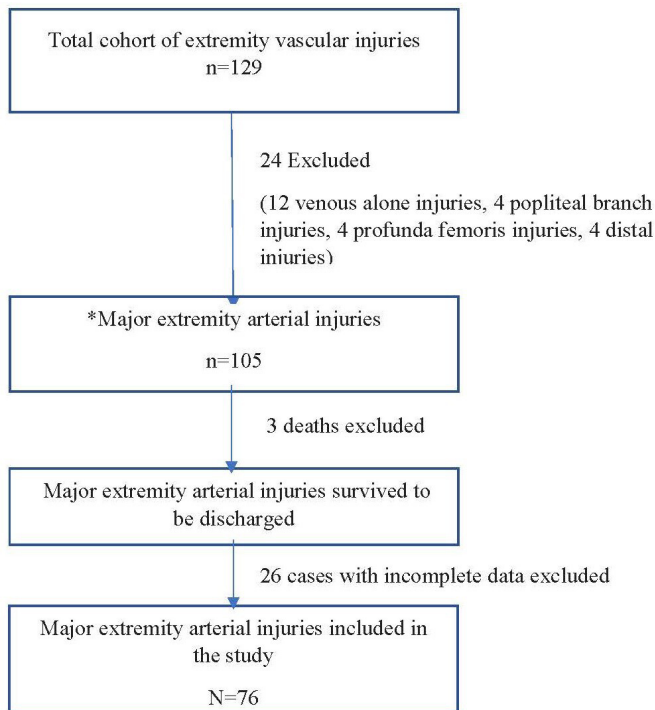 Total cohort of extremity vascular injuries
n=129
24 Excluded
(12 venous alone injuries, 4 popliteal branch
injuries, 4 profunda femoris injuries, 4 distal
injuries)
*Major extremity arterial injuries
n=105
3 deaths excluded
Major extremity arterial injuries survived to
be discharged
26 cases with incomplete data excluded
Major extremity arterial injuries included in
the study
N=76